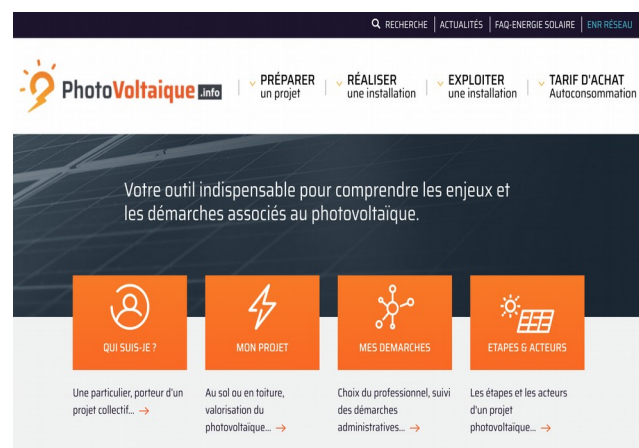 RECHERCHE | ACTUALITÉS | FAQ-ENERGIE SOLAIRE | ENR RÉSEAU
PhotoVoltaique .info
PRÉPARER
un projet
RÉALISER
une installation
EXPLOITER
une installation
TARIF D'ACHAT
Autoconsommation
Votre outil indispensable pour comprendre les enjeux et
les démarches associés au photovoltaïque.
QUI SUIS-JE ?
Une particulier, porteur d'un
projet collectif... →
MON PROJET
Au sol ou en toiture,
valorisation du
photovoltaïque... →
MES DEMARCHES
Choix du professionnel, suivi
des démarches
administratives... →
ETAPES & ACTEURS
Les étapes et les acteurs
d'un projet
photovoltaïque... →